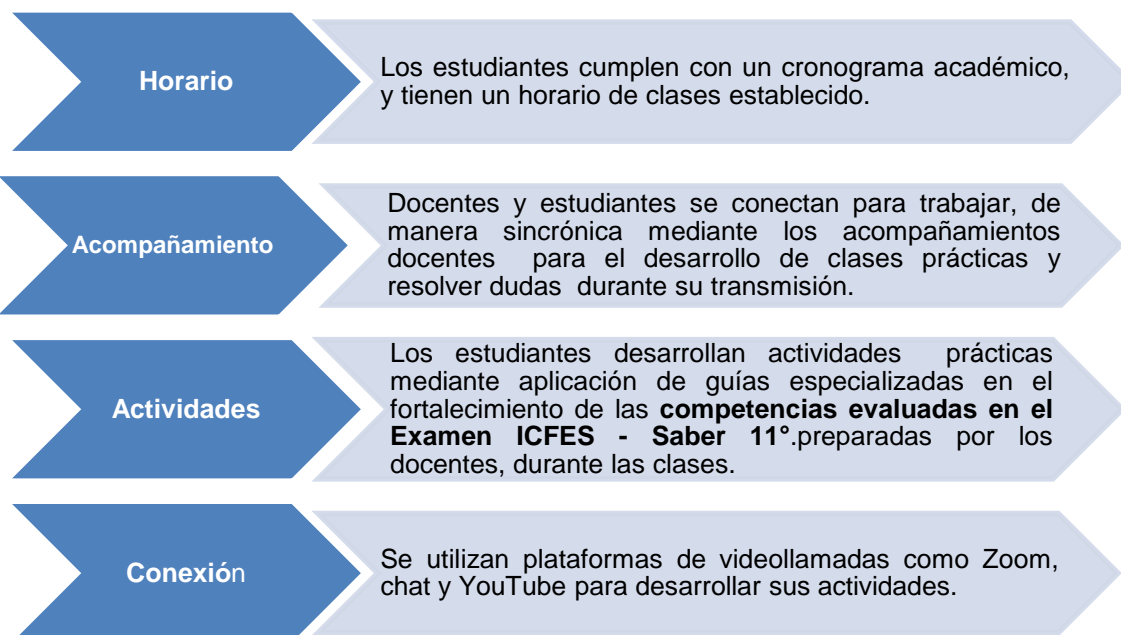 Horario
Los estudiantes cumplen con un cronograma académico,
y tienen un horario de clases establecido.
Acompañamiento
Docentes y estudiantes se conectan para trabajar, de
manera sincrónica mediante los acompañamientos
docentes para el desarrollo de clases prácticas y
resolver dudas durante su transmisión.
Actividades
Los estudiantes desarrollan actividades prácticas
mediante aplicación de guías especializadas en el
fortalecimiento de las competencias evaluadas en el
Examen ICFES - Saber 11°.preparadas por los
docentes, durante las clases.
Conexión
Se utilizan plataformas de videollamadas como Zoom,
chat y YouTube para desarrollar sus actividades.